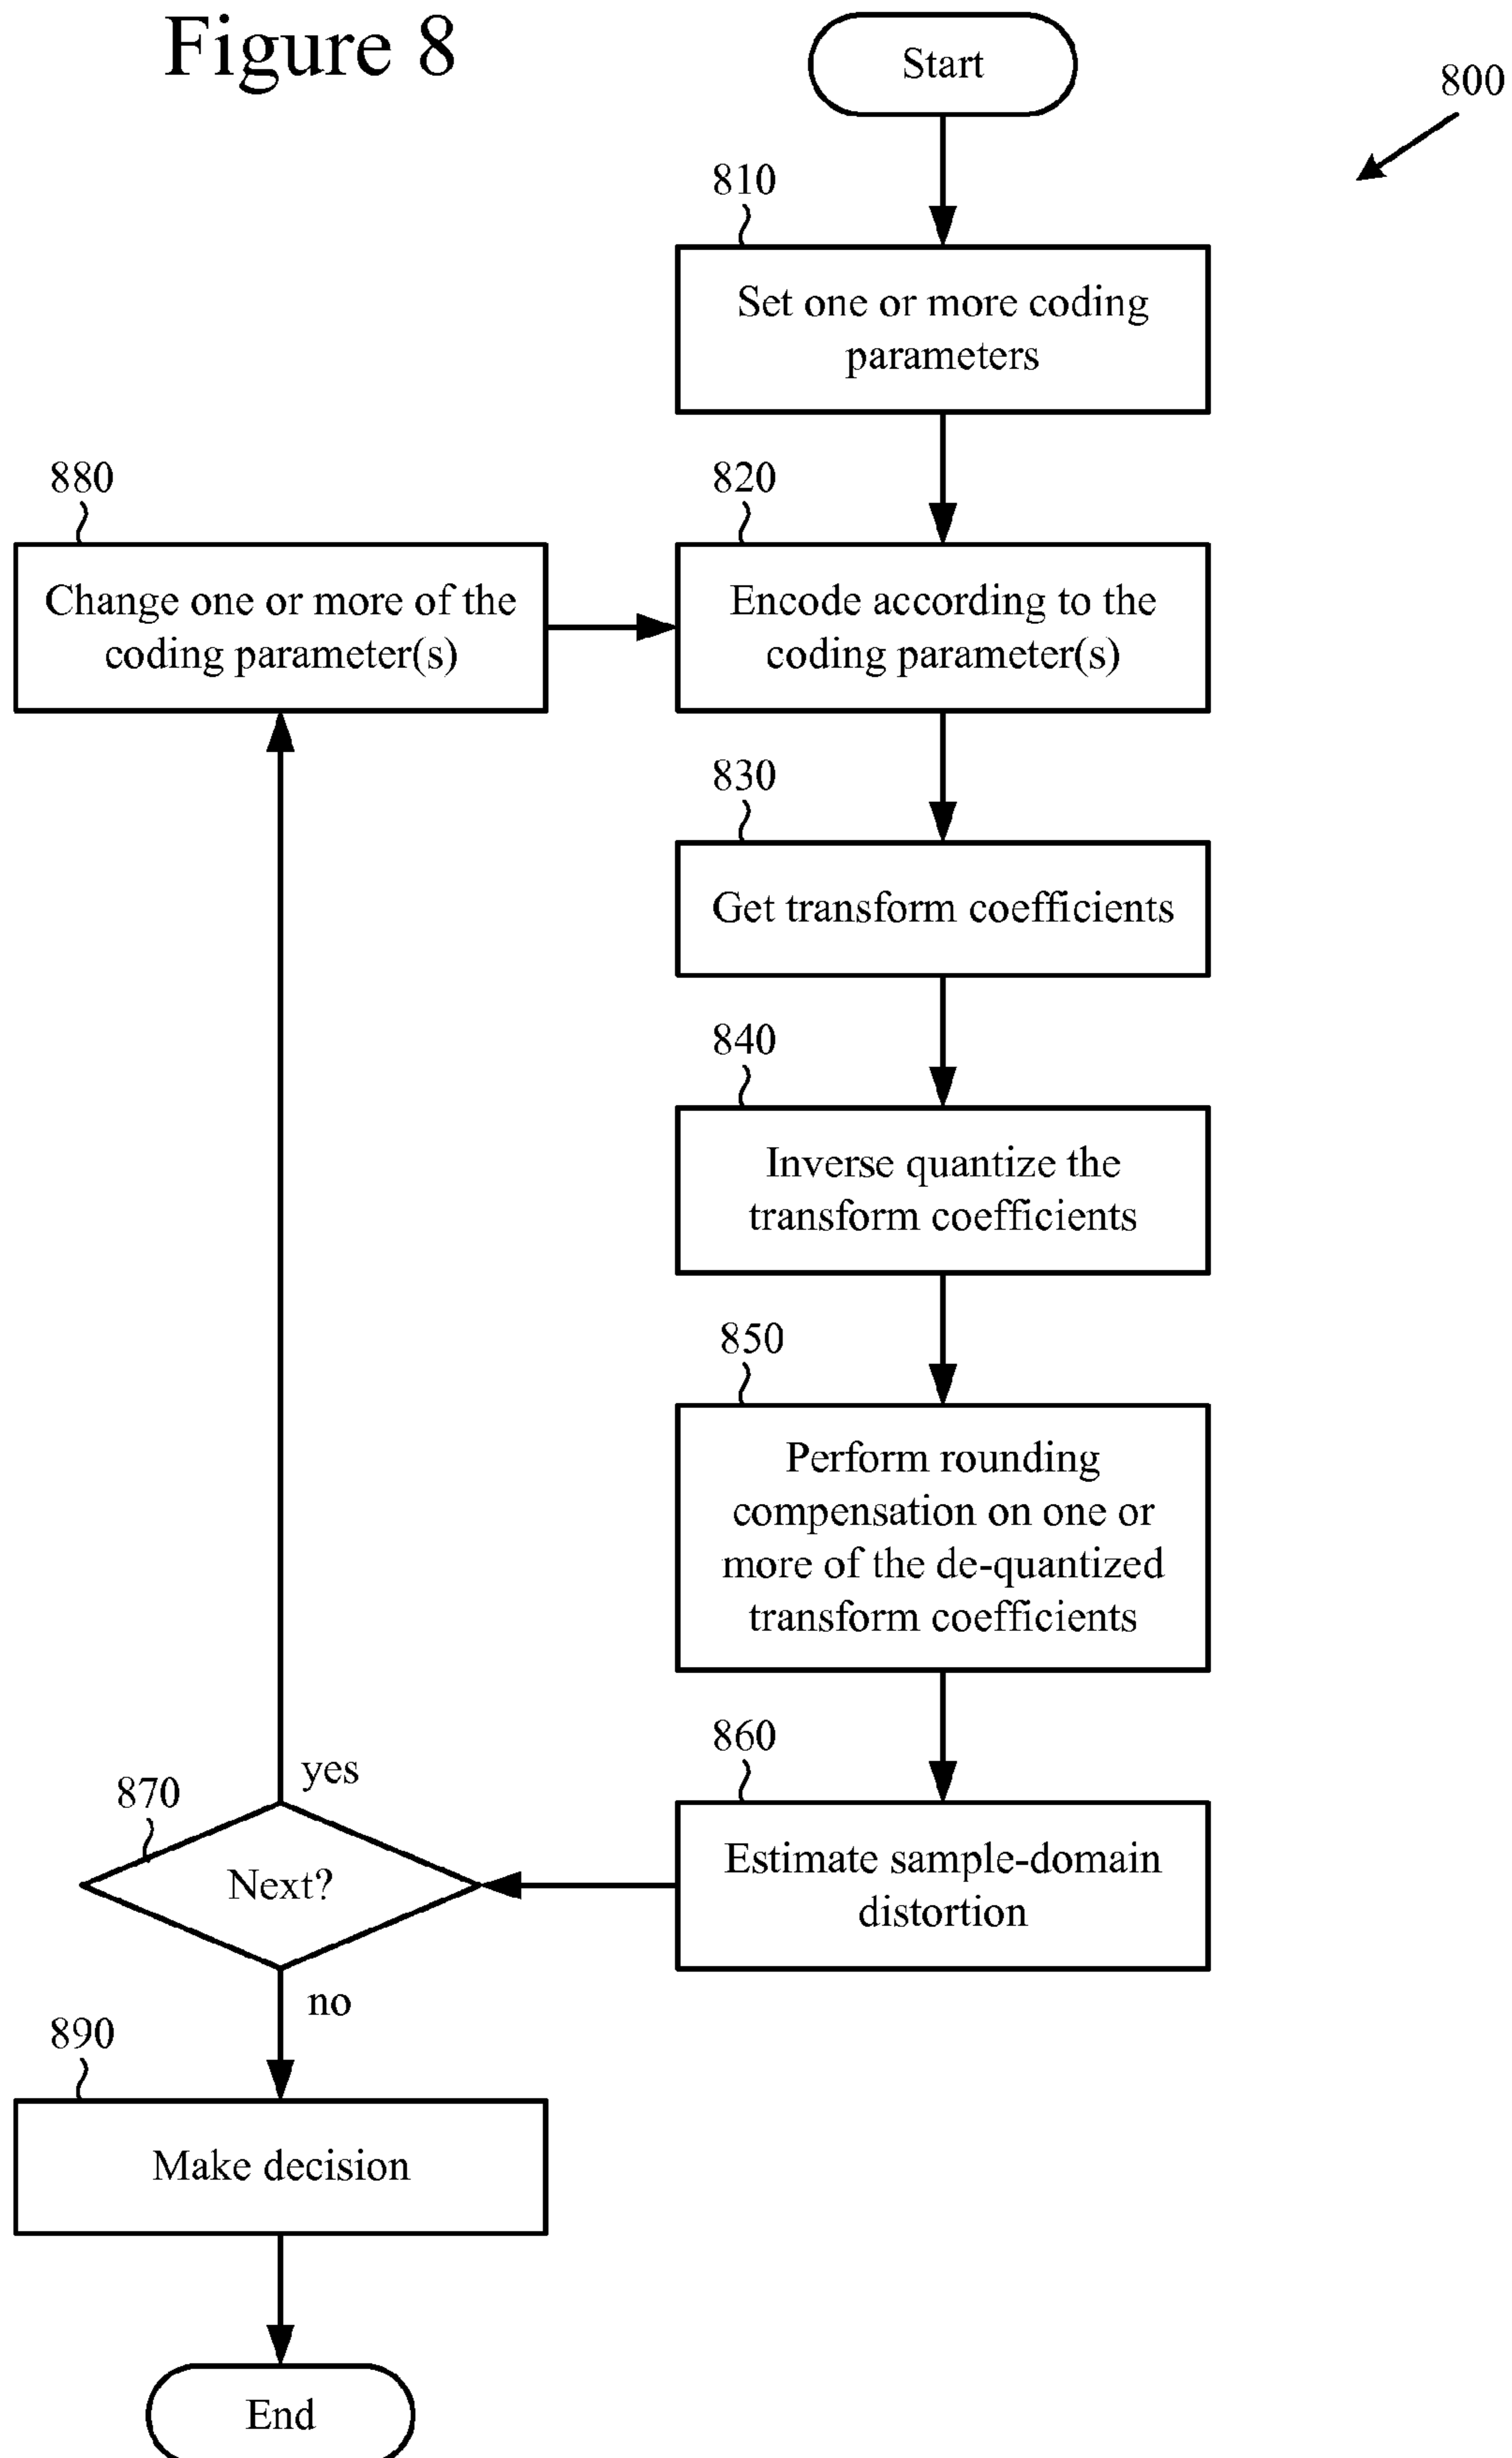 Figure 8
Start
800
810
Set one or more coding
parameters
880
Change one or more of the
coding parameter(s)
820
Encode according to the
coding parameter(s)
830
Get transform coefficients
840
Inverse quantize the
transform coefficients
850
Perform rounding
compensation on one or
more of the de-quantized
transform coefficients
860
Estimate sample-domain
distortion
870
yes
Next?
no
890
Make decision
End